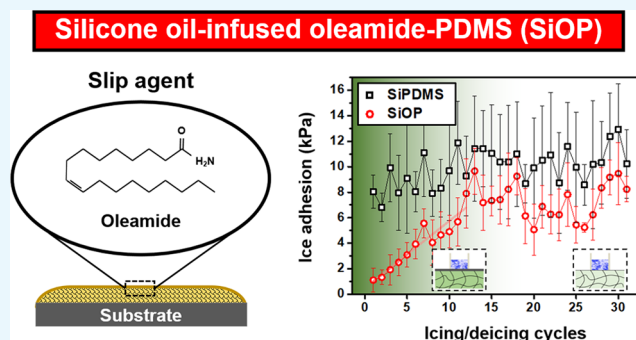 Silicone oil-infused oleamide-PDMS (SiOP)
Slip agent
O
H₂N
Oleamide
Substrate
Ice adhesion (kPa)
16
14
12
10
8
6
4
2
0
SiPDMS
SiOP
0 5 10 15 20 25 30
Icing/deicing cycles